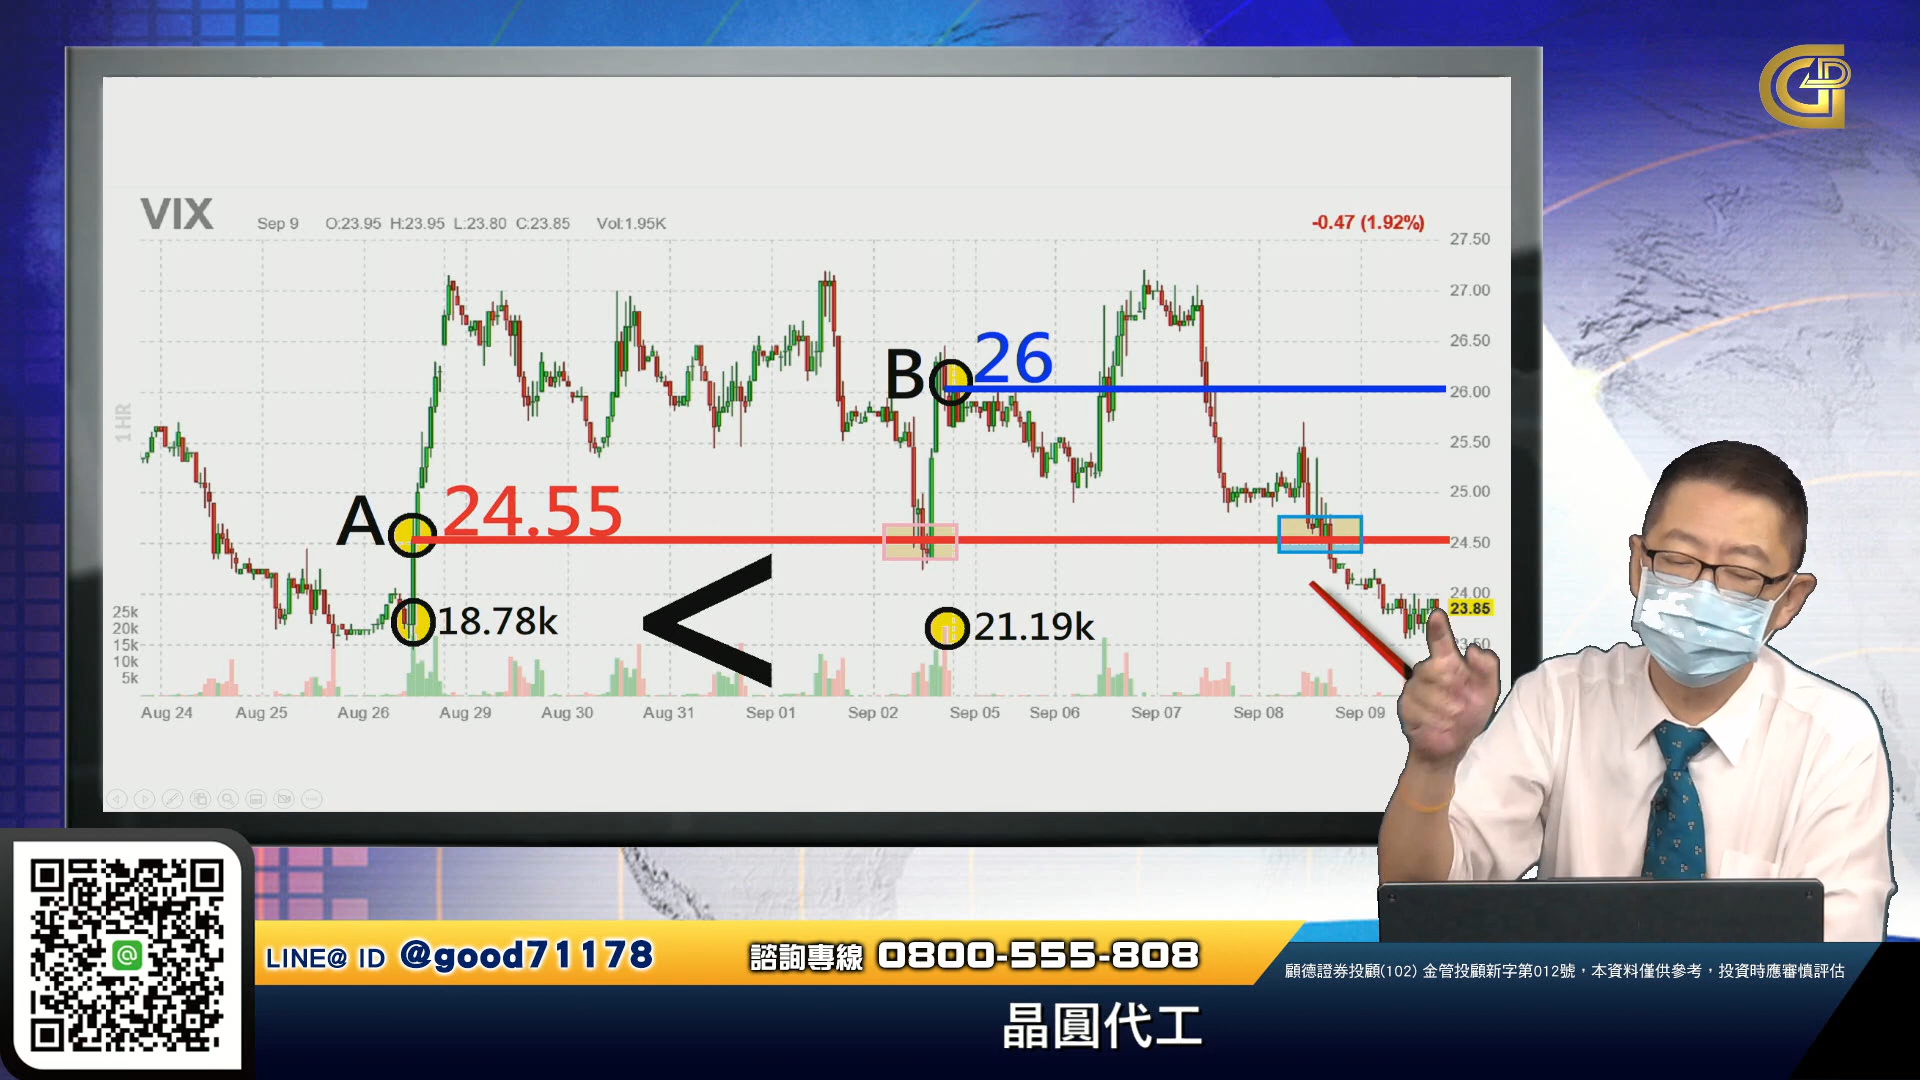 VIX
Sep 9 O:23.95 H:23.95 L:23.80 C:23.85 Vol:1.95K
-0.47 (1.92%)
27.50
27.00
26.50
26.00
25.50
25.00
24.50
24.00
23.85
1 HR
B 26
A 24.55
18.78k
<
21.19k
25k
20k
15k
10k
5k
Aug 24 Aug 25 Aug 26 Aug 29 Aug 30 Aug 31 Sep 01 Sep 02 Sep 05 Sep 06 Sep 07 Sep 08 Sep 09
LINE@ ID @good71178
諮詢專線 0800-555-808
顧德證券投顧(102) 金管投顧新字第012號，本資料僅供參考，投資時應審慎評估
晶圓代工